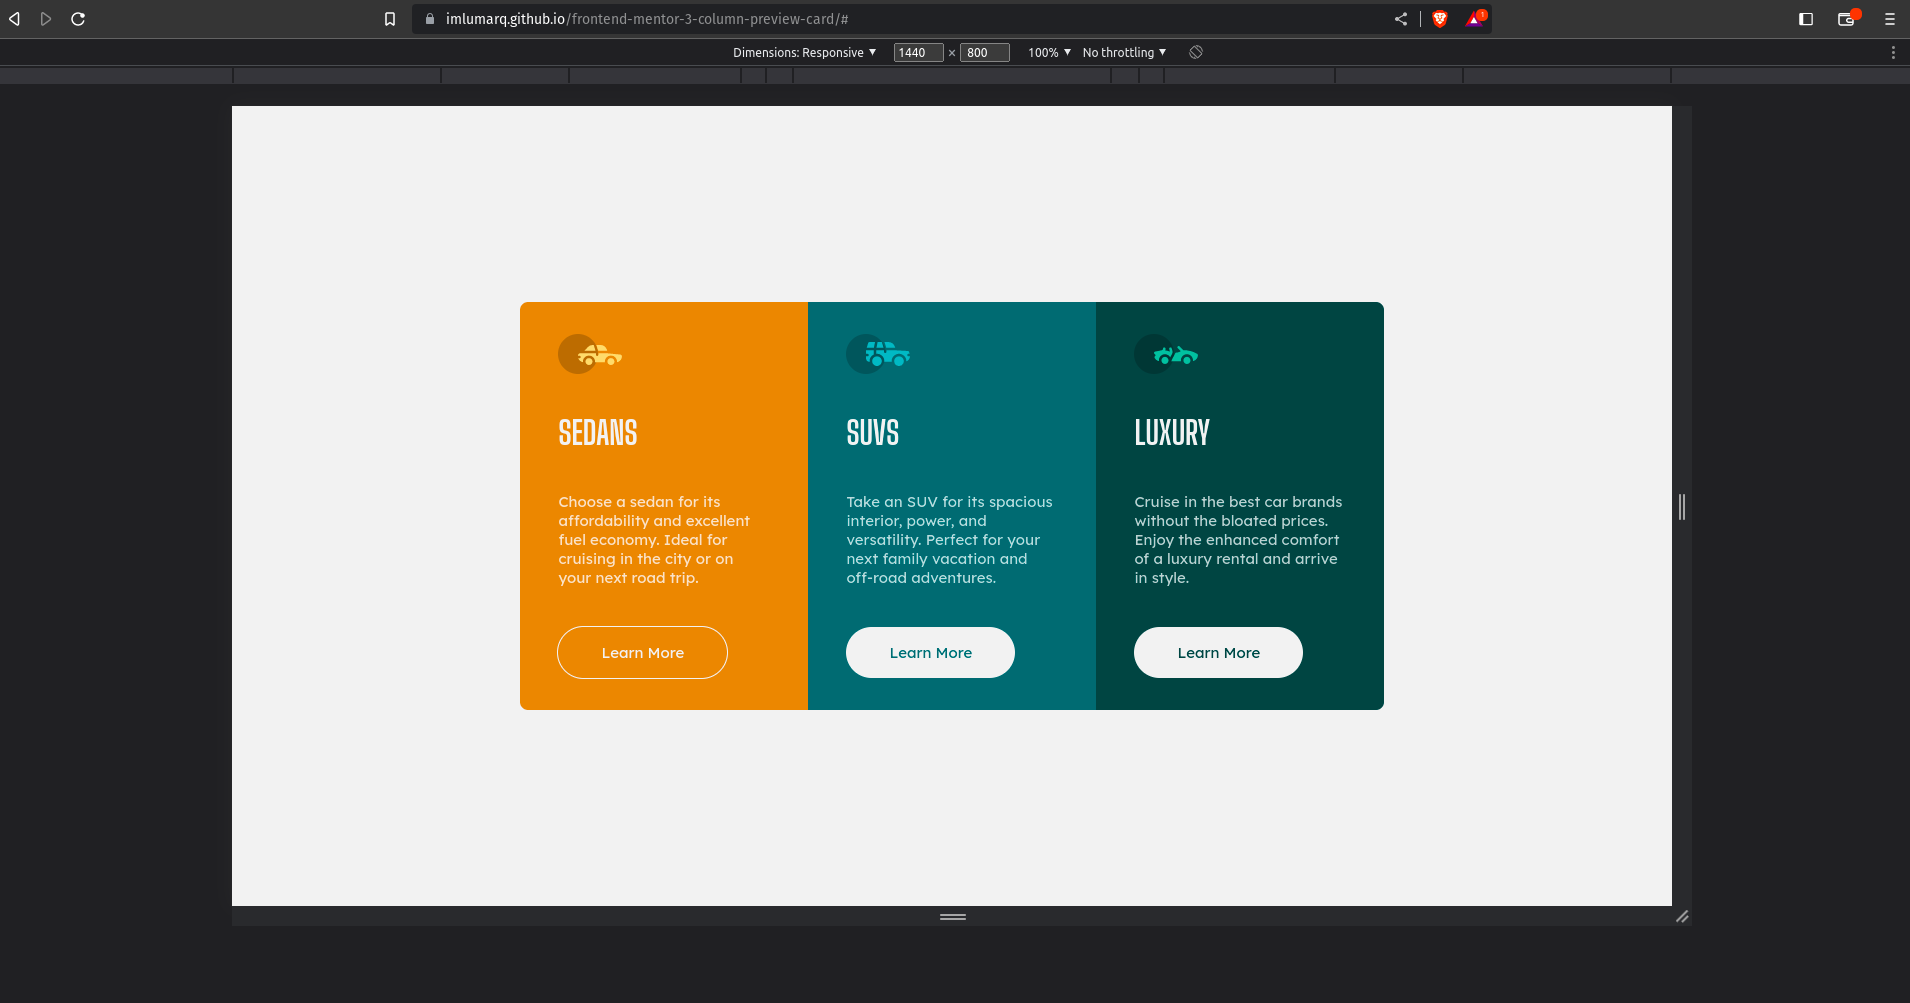 imlumarq.github.io/frontend-mentor-3-column-preview-card/#
1
Dimensions: Responsive ▼ 1440 × 800 100% ▼ No throttling ▼
SEDANS
Choose a sedan for its
affordability and excellent
fuel economy. Ideal for
cruising in the city or on
your next road trip.
Learn More
SUVS
Take an SUV for its spacious
interior, power, and
versatility. Perfect for your
next family vacation and
off-road adventures.
Learn More
LUXURY
Cruise in the best car brands
without the bloated prices.
Enjoy the enhanced comfort
of a luxury rental and arrive
in style.
Learn More